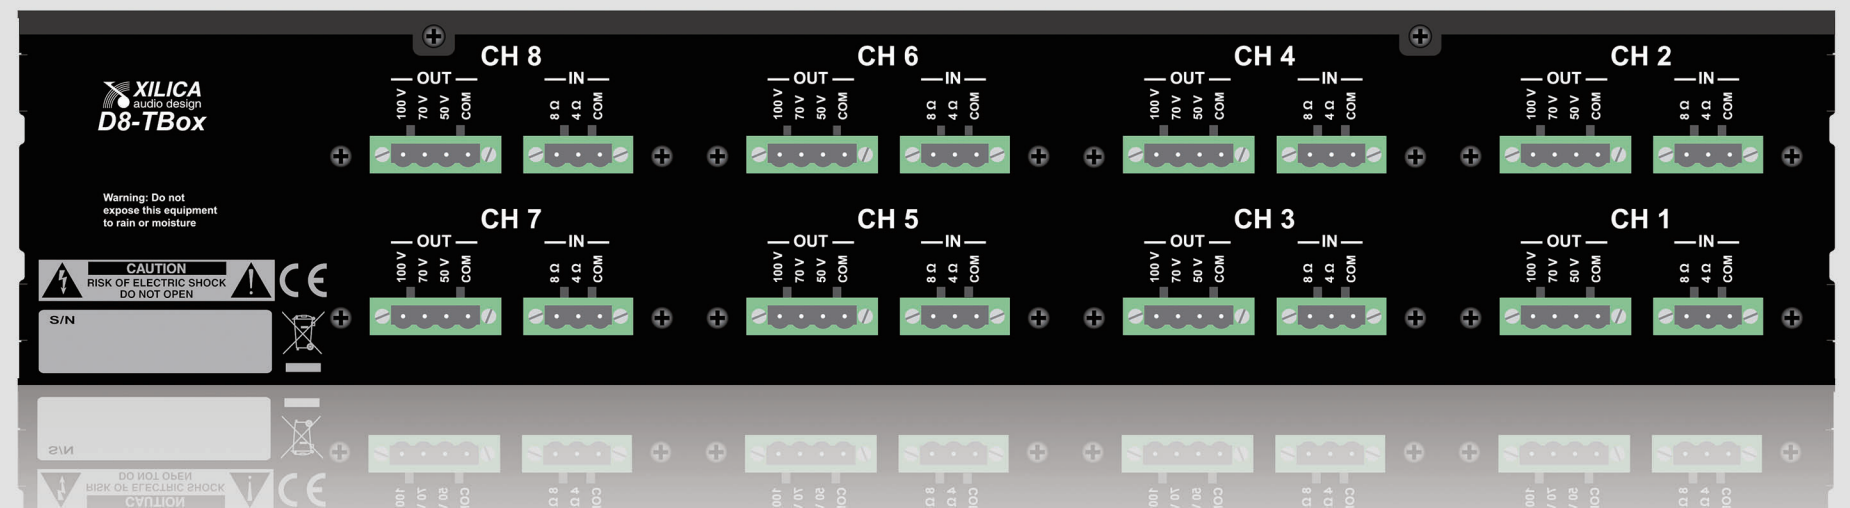 XILICA
audio design
D8-TBox
Warning: Do not
expose this equipment
to rain or moisture
CAUTION
RISK OF ELECTRIC SHOCK
DO NOT OPEN
CE
S/N
CH 8
OUT IN
100 V 70 V 50 V COM 8 Ω 4 Ω COM
CH 6
OUT IN
100 V 70 V 50 V COM 8 Ω 4 Ω COM
CH 4
OUT IN
100 V 70 V 50 V COM 8 Ω 4 Ω COM
CH 2
OUT IN
100 V 70 V 50 V COM 8 Ω 4 Ω COM
CH 7
OUT IN
100 V 70 V 50 V COM 8 Ω 4 Ω COM
CH 5
OUT IN
100 V 70 V 50 V COM 8 Ω 4 Ω COM
CH 3
OUT IN
100 V 70 V 50 V COM 8 Ω 4 Ω COM
CH 1
OUT IN
100 V 70 V 50 V COM 8 Ω 4 Ω COM